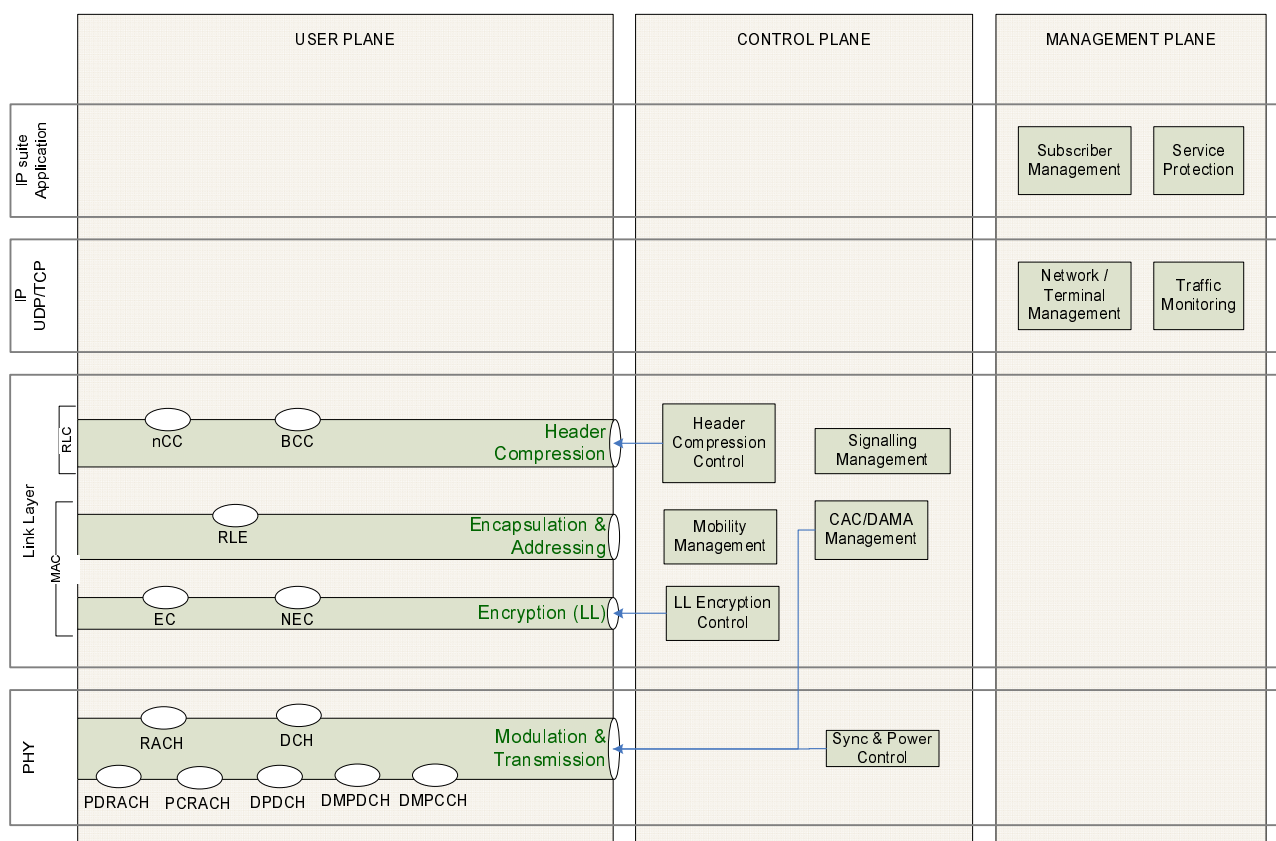 USER PLANE
CONTROL PLANE
MANAGEMENT PLANE
IP suite
Application
Subscriber
Management
Service
Protection
IP
UDP/TCP
Network /
Terminal
Management
Traffic
Monitoring
Link Layer
RLC
nCC
BCC
Header
Compression
Header
Compression
Control
Signalling
Management
MAC
RLE
Encapsulation &
Addressing
Mobility
Management
CAC/DAMA
Management
EC
NEC
Encryption (LL)
LL Encryption
Control
PHY
RACH
DCH
Modulation &
Transmission
Sync & Power
Control
PDRACH
PCRACH
DPDCH
DMPDCH
DMPCCH